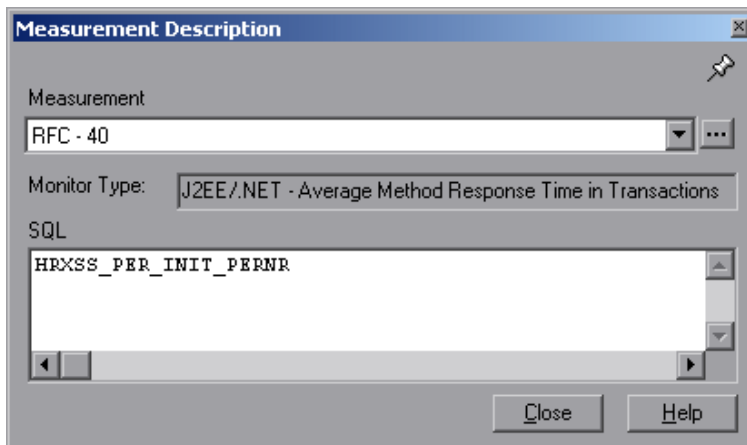 Measurement Description
Measurement
RFC - 40
...
Monitor Type: J2EE/.NET - Average Method Response Time in Transactions
SQL
HRXSS_PER_INIT_PERNR
Close Help